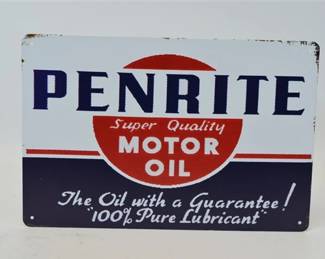 PENRITE
Super Quality
MOTOR
OIL
The Oil with a Guarantee!
"100% Pure Lubricant"